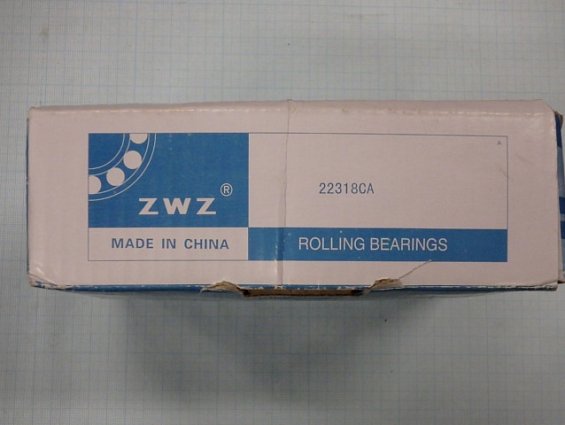 ZWZ®
22318CA
MADE IN CHINA
ROLLING BEARINGS